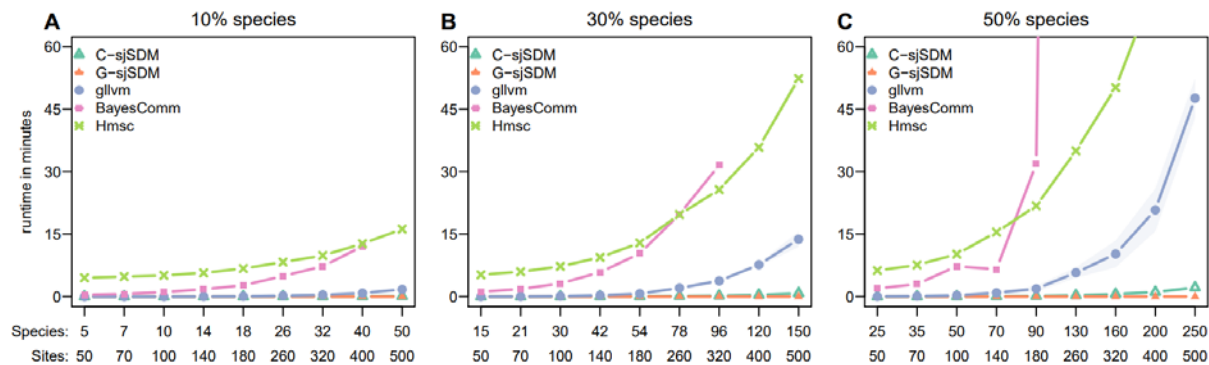 A 10% species
60
45
30
15
0
runtime in minutes
C−sjSDM
G−sjSDM
gllvm
BayesComm
Hmsc
Species: 5 7 10 14 18 26 32 40 50
Sites: 50 70 100 140 180 260 320 400 500
B 30% species
60
45
30
15
0
C−sjSDM
G−sjSDM
gllvm
BayesComm
Hmsc
15 21 30 42 54 78 96 120 150
50 70 100 140 180 260 320 400 500
C 50% species
60
45
30
15
0
C−sjSDM
G−sjSDM
gllvm
BayesComm
Hmsc
25 35 50 70 90 130 160 200 250
50 70 100 140 180 260 320 400 500